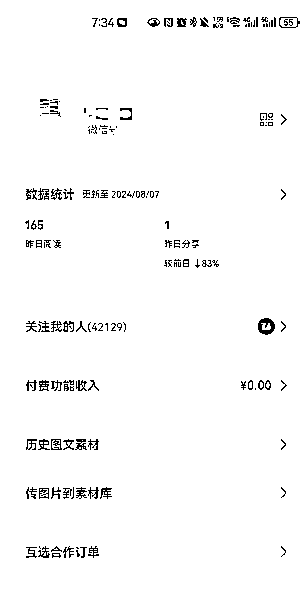 7:34
55
微信号
数据统计 更新至 2024/08/07
165 1
昨日阅读 昨日分享
较前日 ↓83%
关注我的人(42129)
付费功能收入 ¥0.00
历史图文素材
传图片到素材库
互选合作订单